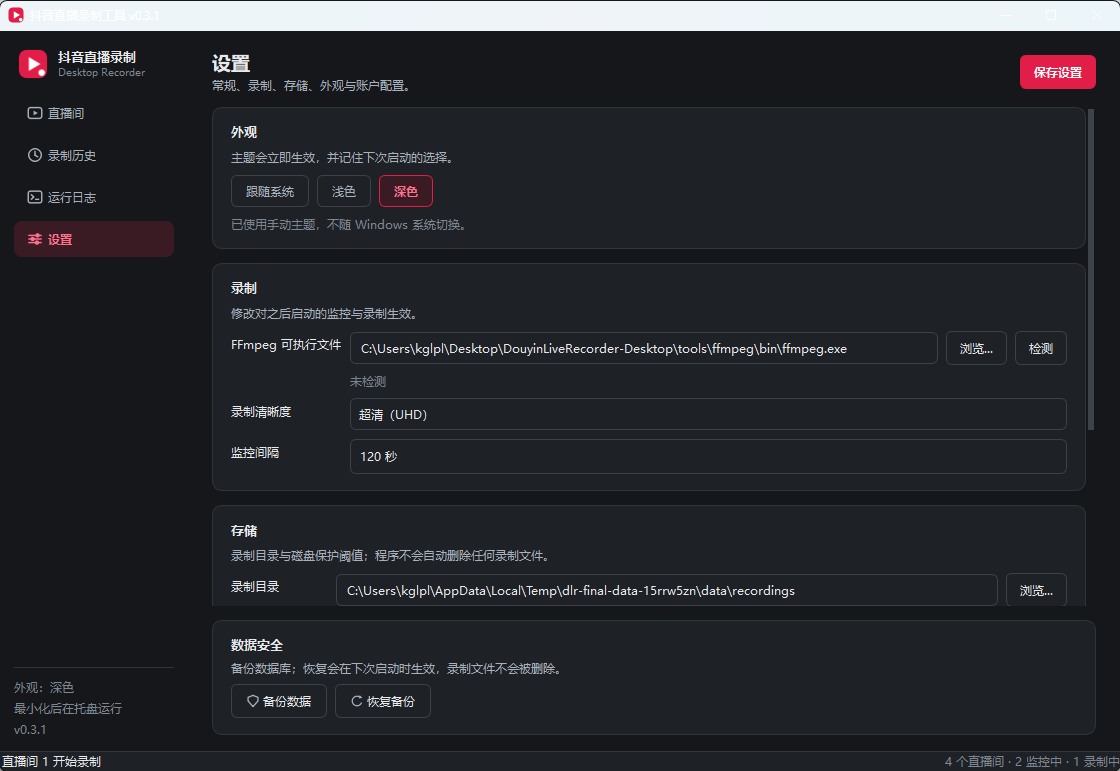 抖音直播录制工具 v0.3.1
抖音直播录制
Desktop Recorder
直播间
录制历史
运行日志
设置
外观：深色
最小化后在托盘运行
v0.3.1
设置
常规、录制、存储、外观与账户配置。
保存设置
外观
主题会立即生效，并记住下次启动的选择。
跟随系统 浅色 深色
已使用手动主题，不随 Windows 系统切换。
录制
修改对之后启动的监控与录制生效。
FFmpeg 可执行文件 C:\Users\kglpl\Desktop\DouyinLiveRecorder-Desktop\tools\ffmpeg\bin\ffmpeg.exe 浏览... 检测
未检测
录制清晰度 超清（UHD）
监控间隔 120 秒
存储
录制目录与磁盘保护阈值；程序不会自动删除任何录制文件。
录制目录 C:\Users\kglpl\AppData\Local\Temp\dlr-final-data-15rrw5zn\data\recordings 浏览...
数据安全
备份数据库；恢复会在下次启动时生效，录制文件不会被删除。
备份数据 恢复备份
直播间 1 开始录制 4 个直播间 · 2 监控中 · 1 录制中